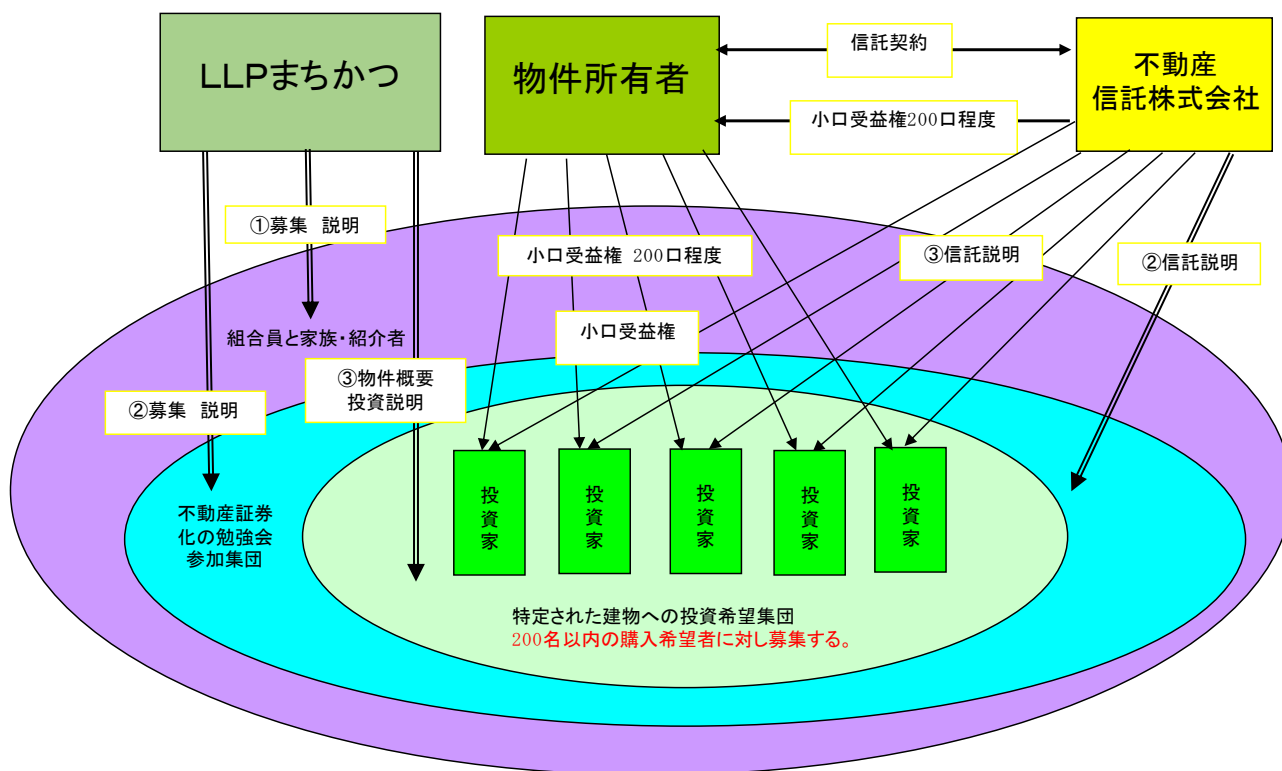 LLPまちかつ
物件所有者
不動産
信託株式会社
信託契約
小口受益権200口程度
①募集　説明
小口受益権 200口程度
③信託説明
②信託説明
組合員と家族・紹介者
小口受益権
③物件概要
投資説明
②募集　説明
不動産証券
化の勉強会
参加集団
投資家
投資家
投資家
投資家
投資家
特定された建物への投資希望集団
200名以内の購入希望者に対し募集する。